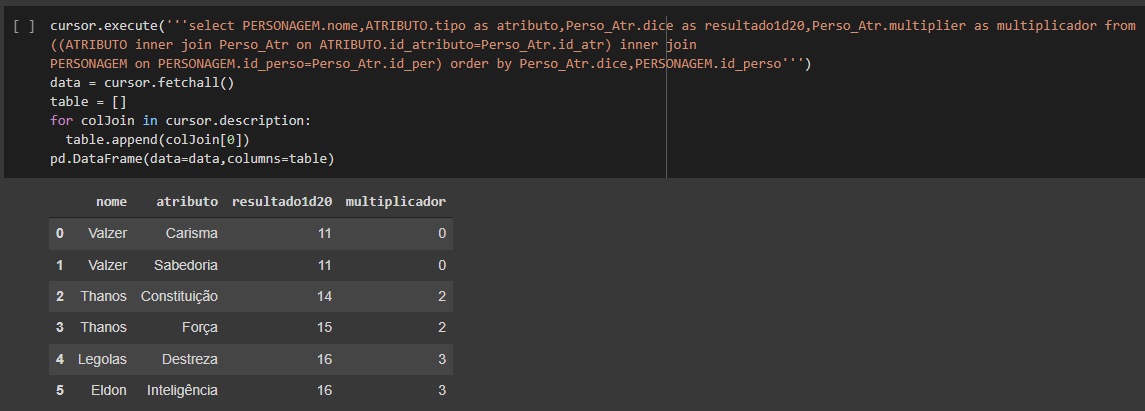 [ ] cursor.execute('''select PERSONAGEM.nome,ATRIBUTO.tipo as atributo,Perso_Atr.dice as resultado1d20,Perso_Atr.multiplier as multiplicador from
((ATRIBUTO inner join Perso_Atr on ATRIBUTO.id_atributo=Perso_Atr.id_atr) inner join
PERSONAGEM on PERSONAGEM.id_perso=Perso_Atr.id_per) order by Perso_Atr.dice,PERSONAGEM.id_perso''')
data = cursor.fetchall()
table = []
for colJoin in cursor.description:
  table.append(colJoin[0])
pd.DataFrame(data=data,columns=table)
nome atributo resultado1d20 multiplicador
0 Valzer Carisma 11 0
1 Valzer Sabedoria 11 0
2 Thanos Constituição 14 2
3 Thanos Força 15 2
4 Legolas Destreza 16 3
5 Eldon Inteligência 16 3